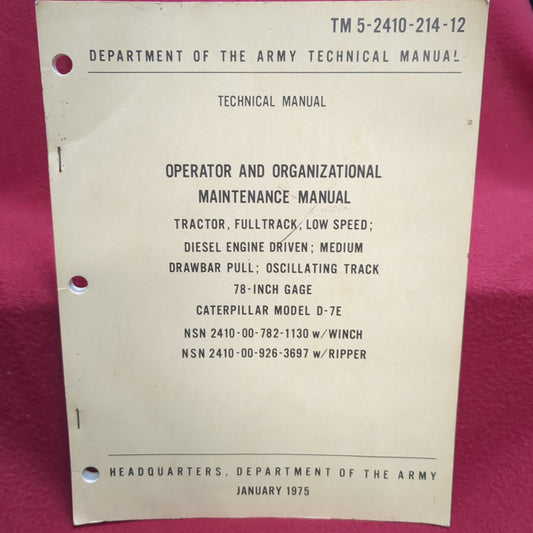 TM 5-2410-214-12
DEPARTMENT OF THE ARMY TECHNICAL MANUAL
TECHNICAL MANUAL
OPERATOR AND ORGANIZATIONAL
MAINTENANCE MANUAL
TRACTOR, FULLTRACK, LOW SPEED;
DIESEL ENGINE DRIVEN; MEDIUM
DRAWBAR PULL; OSCILLATING TRACK
78-INCH GAGE
CATERPILLAR MODEL D-7E
NSN 2410-00-782-1130 w/WINCH
NSN 2410-00-926-3697 w/RIPPER
HEADQUARTERS, DEPARTMENT OF THE ARMY
JANUARY 1975